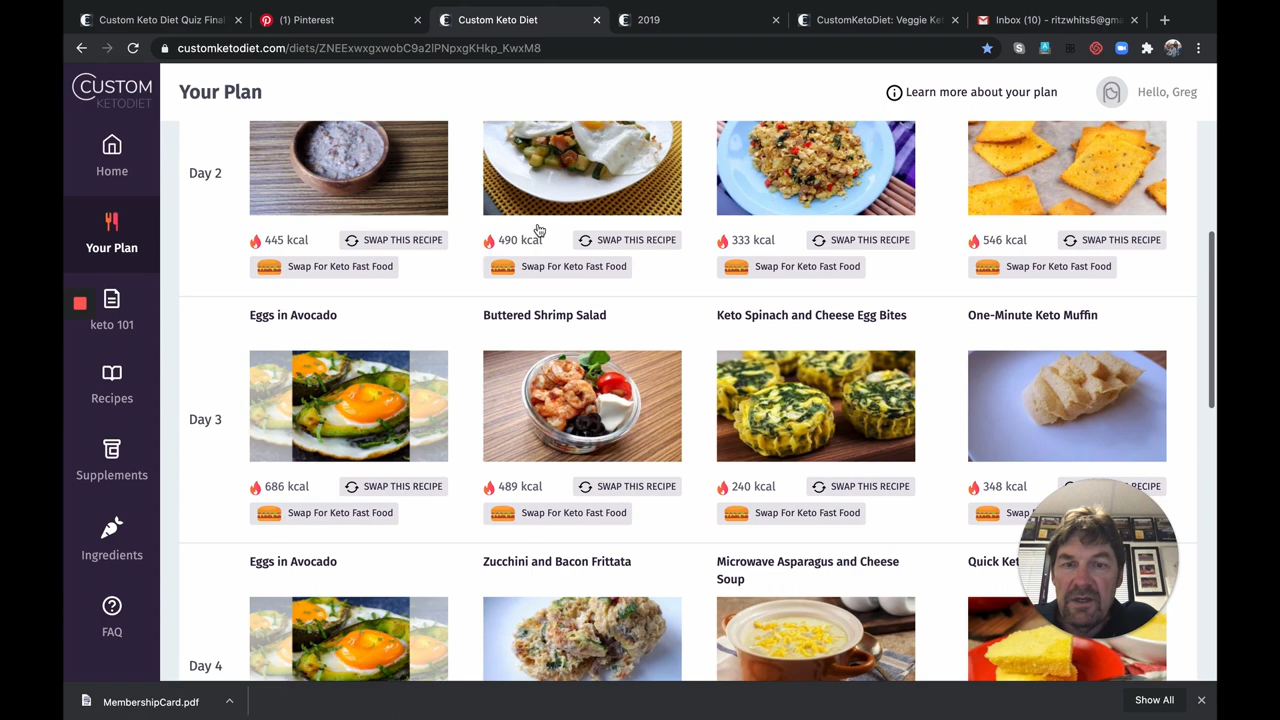 Custom Keto Diet Quiz Final
(1) Pinterest
Custom Keto Diet
2019
CustomKetoDiet: Veggie Ke
Inbox (10) - ritzwhits5@gm
customketodiet.com/diets/ZNEExwxgxwobC9a2lPNpxgKHkp_KwxM8
CUSTOM
KETODIET
Your Plan
Learn more about your plan
Hello, Greg
Home
Your Plan
keto 101
Recipes
Supplements
Ingredients
FAQ
Day 2
445 kcal
SWAP THIS RECIPE
490 kcal
SWAP THIS RECIPE
333 kcal
SWAP THIS RECIPE
546 kcal
SWAP THIS RECIPE
Swap For Keto Fast Food
Swap For Keto Fast Food
Swap For Keto Fast Food
Swap For Keto Fast Food
Eggs in Avocado
Buttered Shrimp Salad
Keto Spinach and Cheese Egg Bites
One-Minute Keto Muffin
Day 3
686 kcal
SWAP THIS RECIPE
489 kcal
SWAP THIS RECIPE
240 kcal
SWAP THIS RECIPE
348 kcal
Swap For Keto Fast Food
Swap For Keto Fast Food
Swap For Keto Fast Food
Swap
Eggs in Avocado
Zucchini and Bacon Frittata
Microwave Asparagus and Cheese
Soup
Quick
Day 4
MembershipCard.pdf
Show All